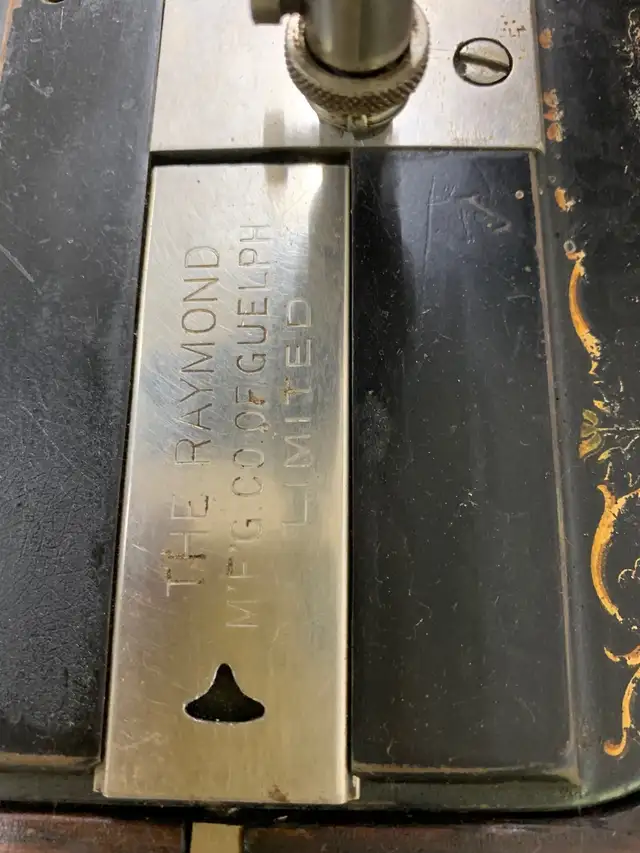 THE RAYMOND
M'F'G.CO.OF GUELPH
LIMITED